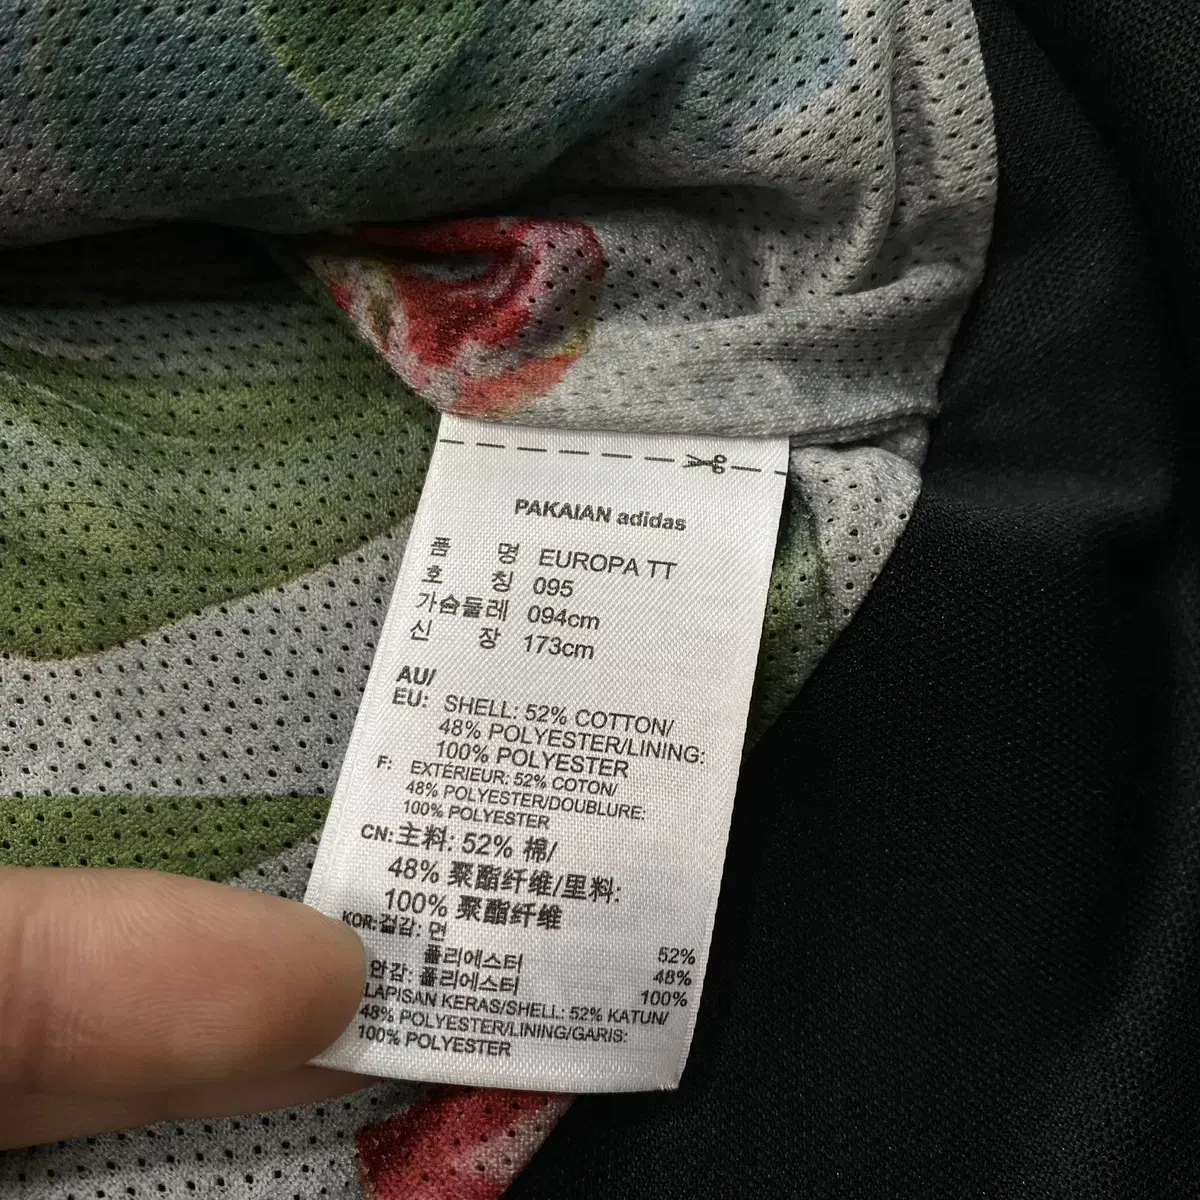 PAKAIAN adidas
품 명 EUROPA TT
호 칭 095
가슴둘레 094cm
신 장 173cm
AU/
EU: SHELL: 52% COTTON/
48% POLYESTER/LINING:
100% POLYESTER
F: EXTÉRIEUR: 52% COTON/
48% POLYESTER/DOUBLURE:
100% POLYESTER
CN: 主料: 52% 棉/
48% 聚酯纤维/里料:
100% 聚酯纤维
KOR: 겉감: 면 52%
폴리에스터 48%
안감: 폴리에스터 100%
LAPISAN KERAS/SHELL: 52% KATUN/
48% POLYESTER/LINING/GARIS:
100% POLYESTER